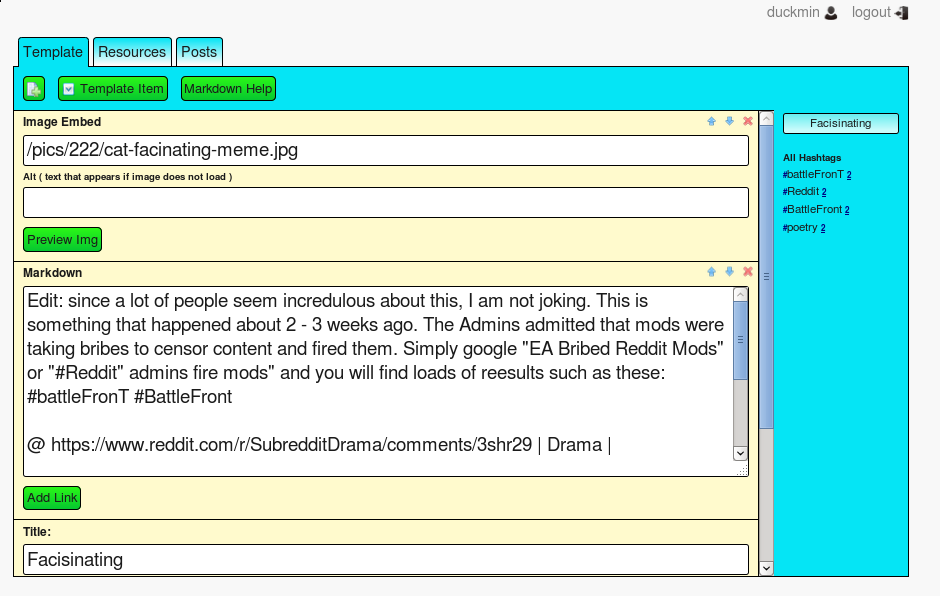 duckmin logout
Template Resources Posts
Template Item Markdown Help
Image Embed
/pics/222/cat-facinating-meme.jpg
Alt ( text that appears if image does not load )
Preview Img
Markdown
Edit: since a lot of people seem incredulous about this, I am not joking. This is
something that happened about 2 - 3 weeks ago. The Admins admitted that mods were
taking bribes to censor content and fired them. Simply google "EA Bribed Reddit Mods"
or "#Reddit" admins fire mods" and you will find loads of reesults such as these:
#battleFronT #BattleFront
@ https://www.reddit.com/r/SubredditDrama/comments/3shr29 | Drama |
Add Link
Title:
Facisinating
Facisinating
All Hashtags
#battleFronT 2
#Reddit 2
#BattleFront 2
#poetry 2